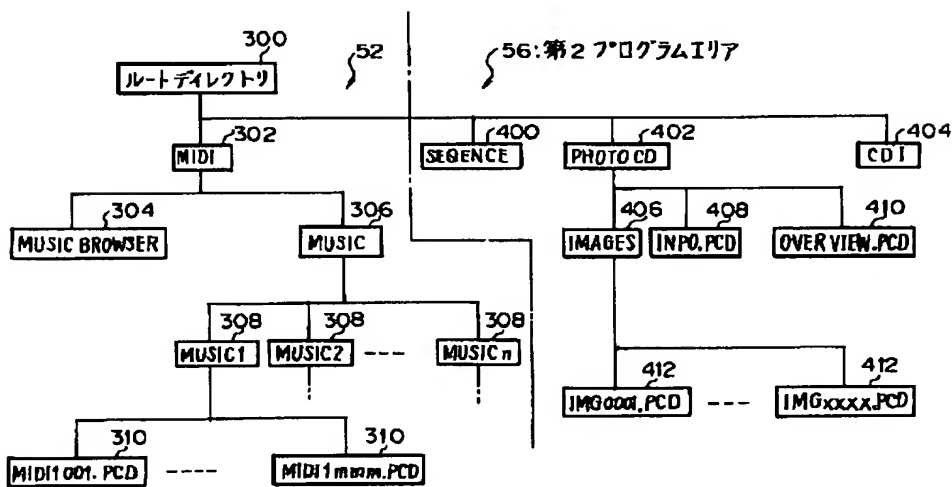 300
ルートディレクトリ
52
56:第2プログラムエリア
302
MIDI
400
SEQENCE
402
PHOTO CD
404
CDI
304
MUSIC BROWSER
306
MUSIC
406
IMAGES
408
INPO.PCD
410
OVERVIEW.PCD
308
MUSIC1
308
MUSIC2
----
308
MUSICn
412
IMG0001.PCD
----
412
IMGxxxx.PCD
310
MIDI1001.PCD
----
310
MIDI1mmm.PCD